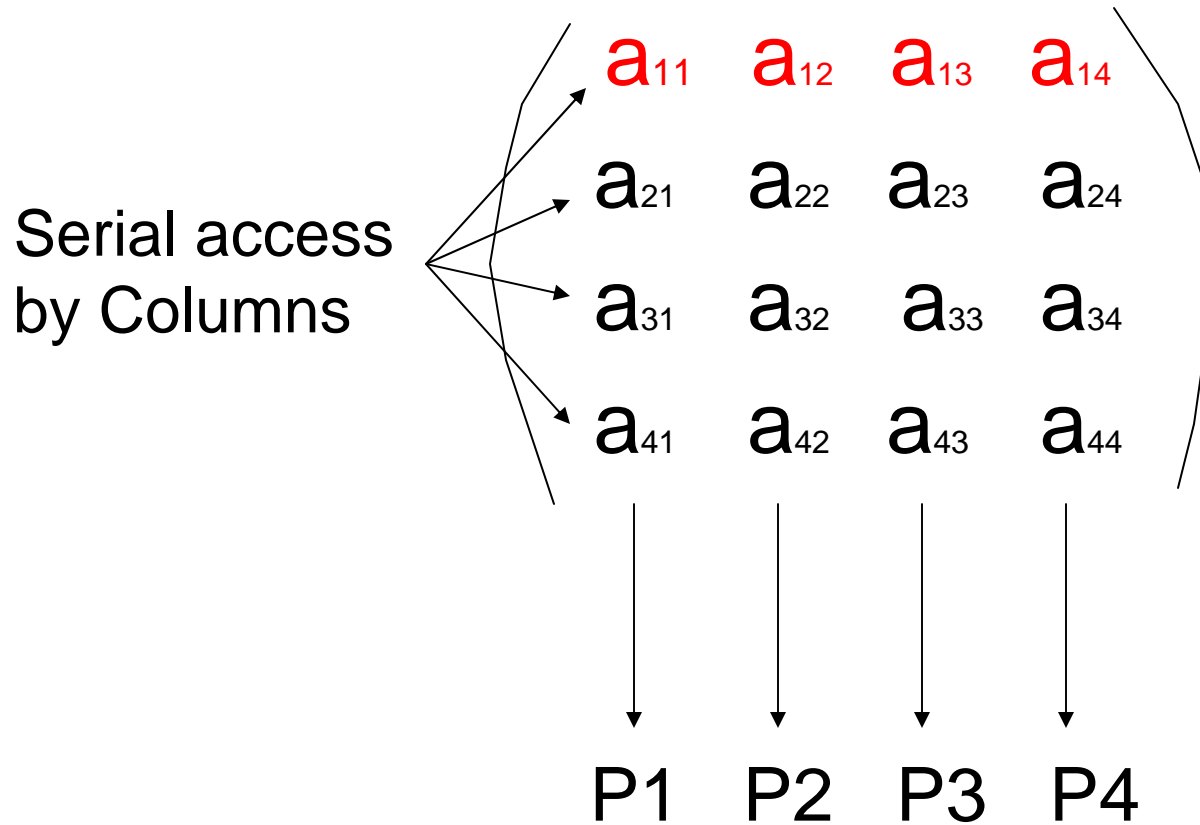 a11 a12 a13 a14
a21 a22 a23 a24
Serial access
by Columns
a31 a32 a33 a34
a41 a42 a43 a44
P1 P2 P3 P4